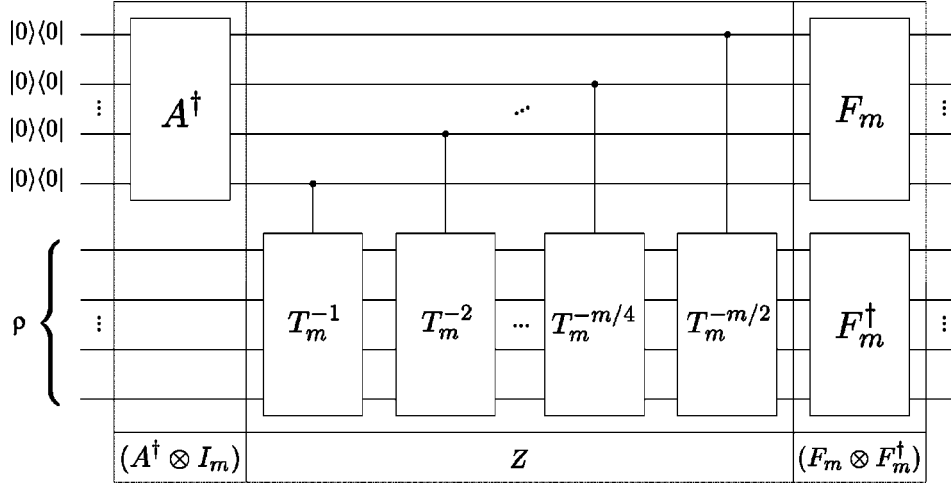 |0⟩⟨0|
|0⟩⟨0|
⋮ ⋰ ⋮
|0⟩⟨0|
|0⟩⟨0|
A†
F_m
ρ {
⋮ ⋮
T_m^{-1} T_m^{-2} ... T_m^{-m/4} T_m^{-m/2} F_m^†
(A† ⊗ I_m) Z (F_m ⊗ F_m^†)